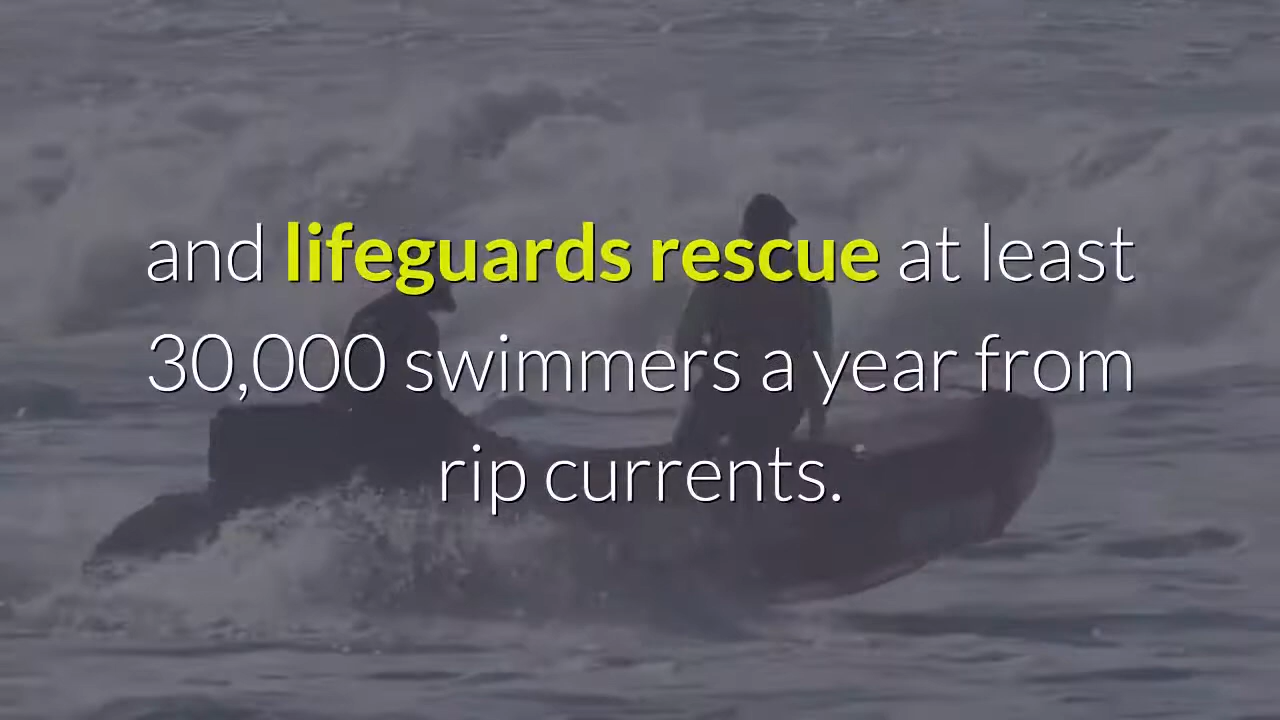 and lifeguards rescue at least
30,000 swimmers a year from
rip currents.